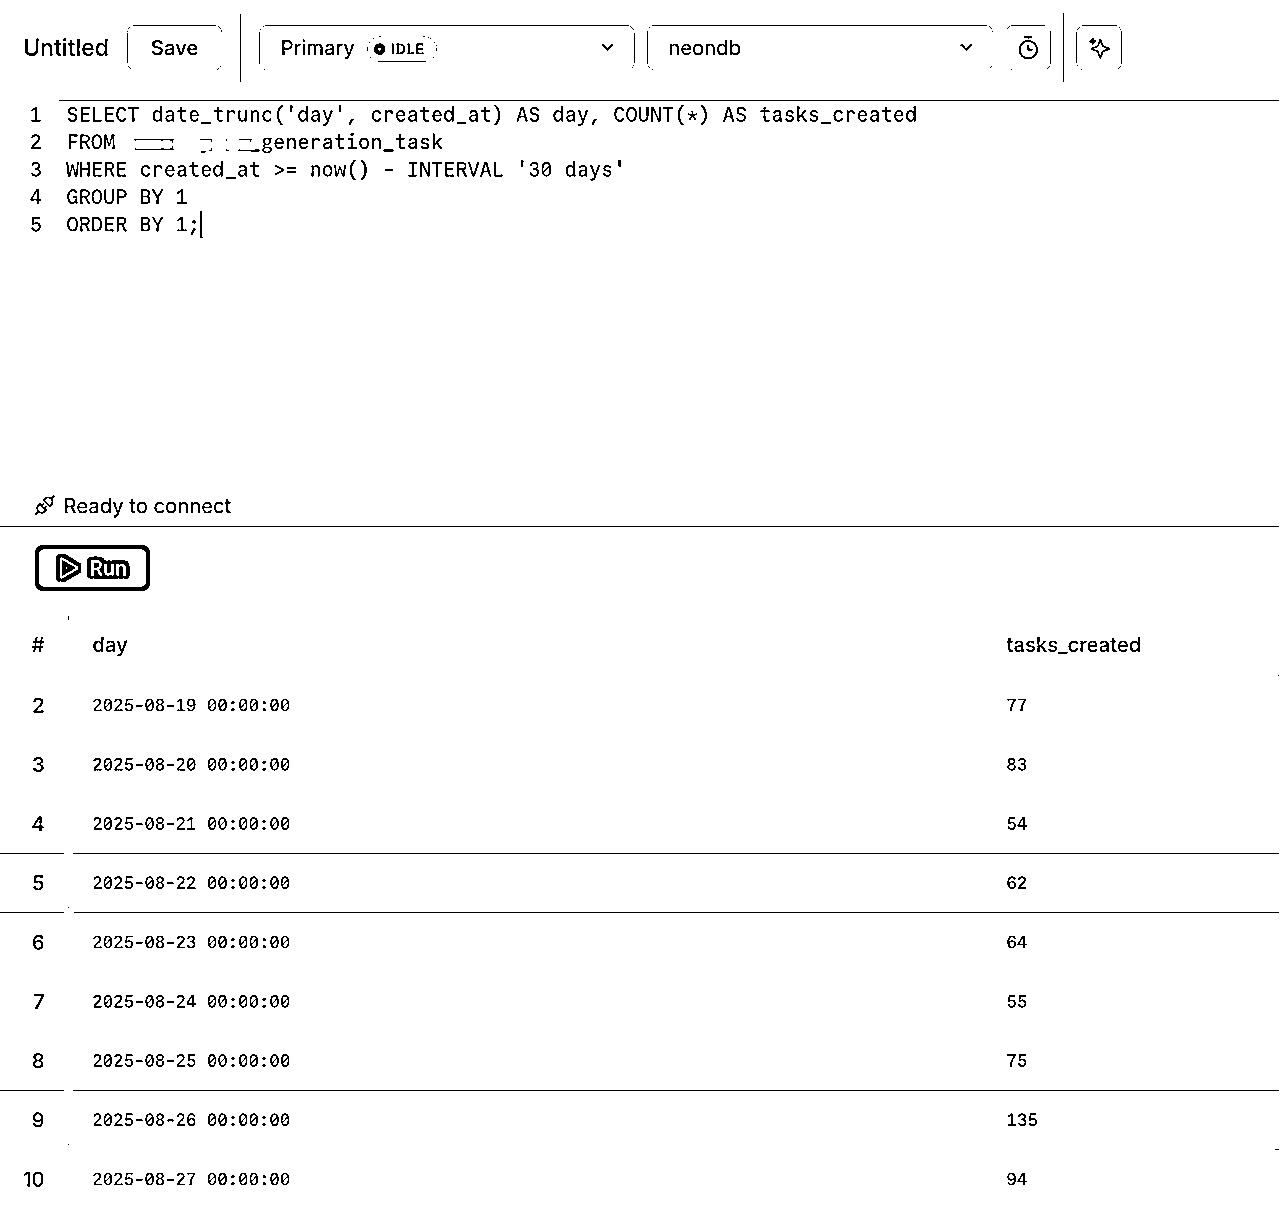 Untitled Save Primary IDLE neondb
1 SELECT date_trunc('day', created_at) AS day, COUNT(*) AS tasks_created
2 FROM _generation_task
3 WHERE created_at >= now() - INTERVAL '30 days'
4 GROUP BY 1
5 ORDER BY 1;
Ready to connect
Run
# day tasks_created
2 2025-08-19 00:00:00 77
3 2025-08-20 00:00:00 83
4 2025-08-21 00:00:00 54
5 2025-08-22 00:00:00 62
6 2025-08-23 00:00:00 64
7 2025-08-24 00:00:00 55
8 2025-08-25 00:00:00 75
9 2025-08-26 00:00:00 135
10 2025-08-27 00:00:00 94